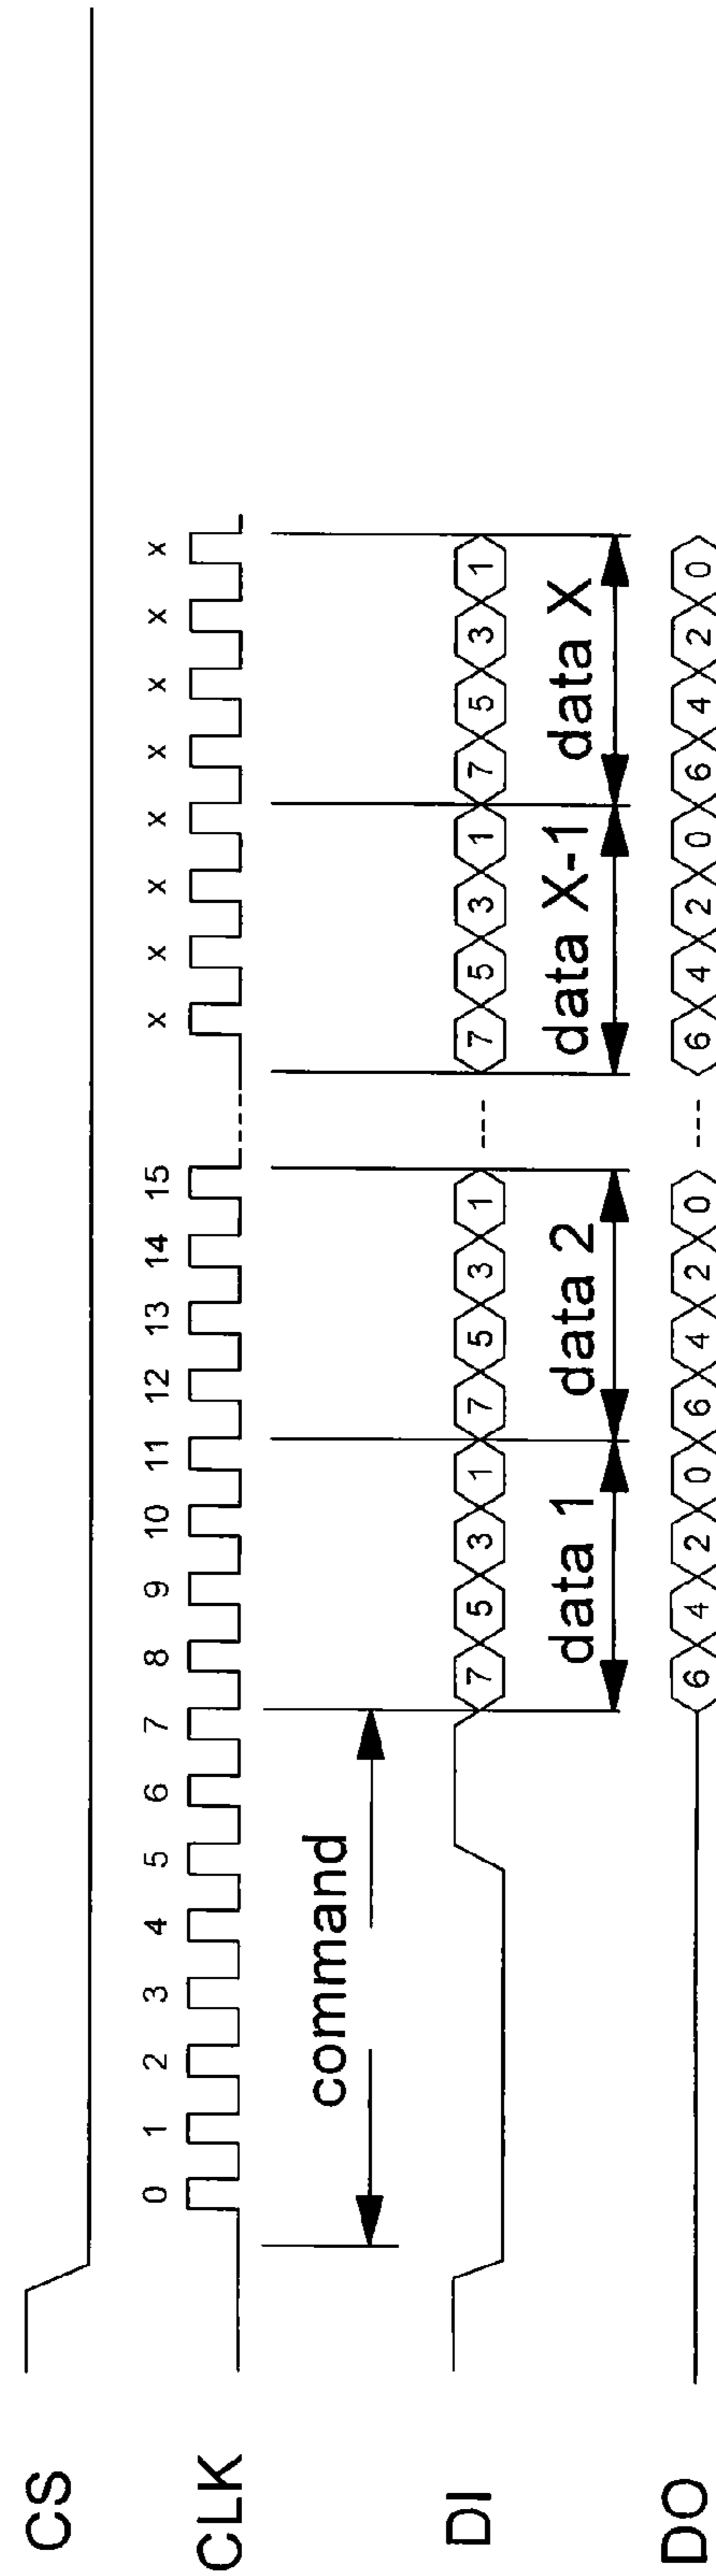 CS
CLK
0 1 2 3 4 5 6 7 8 9 10 11 12 13 14 15 x x x x x x x x
command
DI
7 5 3 1 7 5 3 1 --- 7 5 3 1 7 5 3 1
data 1 data 2 data X-1 data X
DO
6 4 2 0 6 4 2 0 --- 6 4 2 0 6 4 2 0